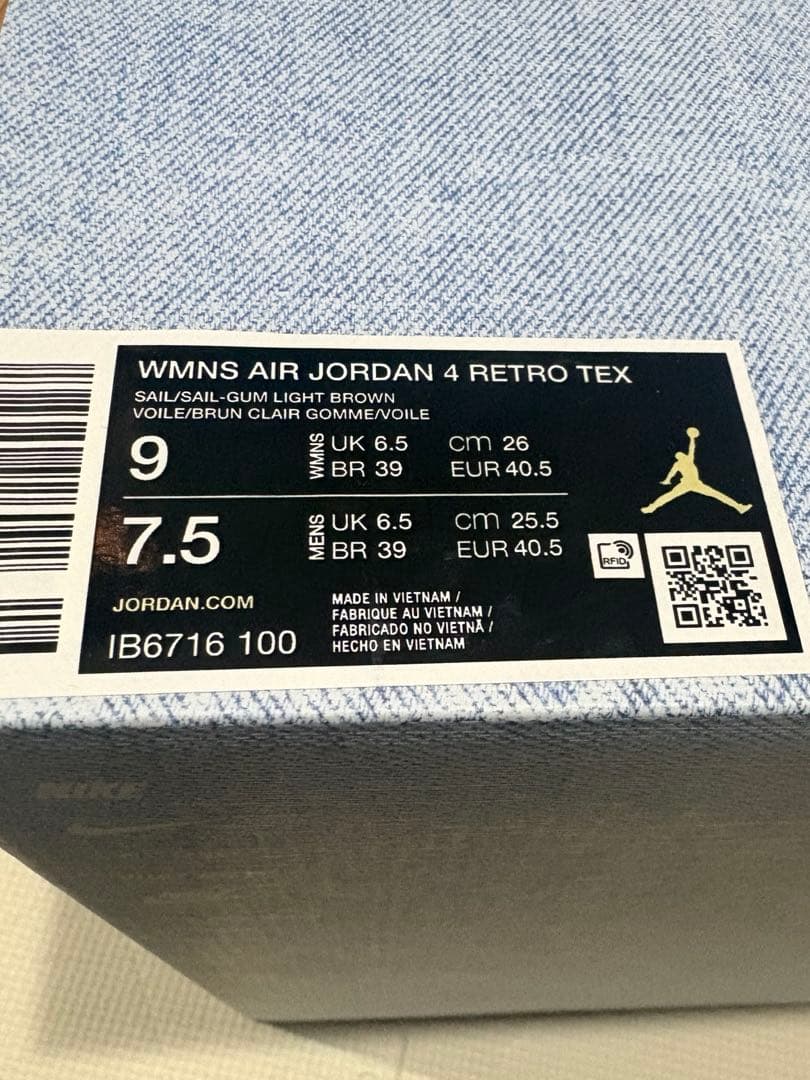 WMNS AIR JORDAN 4 RETRO TEX
SAIL/SAIL-GUM LIGHT BROWN
VOILE/BRUN CLAIR GOMME/VOILE
9 WMNS UK 6.5 cm 26
BR 39 EUR 40.5
7.5 MENS UK 6.5 cm 25.5
BR 39 EUR 40.5
JORDAN.COM
IB6716 100
MADE IN VIETNAM /
FABRIQUE AU VIETNAM /
FABRICADO NO VIETNÃ /
HECHO EN VIETNAM
RFID
NIKE